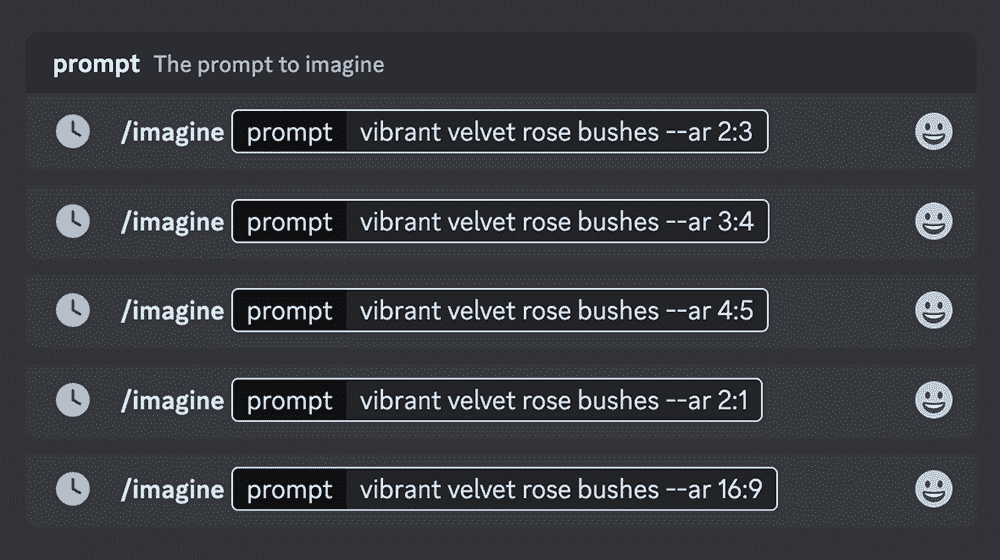 prompt The prompt to imagine
/imagine prompt vibrant velvet rose bushes --ar 2:3
/imagine prompt vibrant velvet rose bushes --ar 3:4
/imagine prompt vibrant velvet rose bushes --ar 4:5
/imagine prompt vibrant velvet rose bushes --ar 2:1
/imagine prompt vibrant velvet rose bushes --ar 16:9